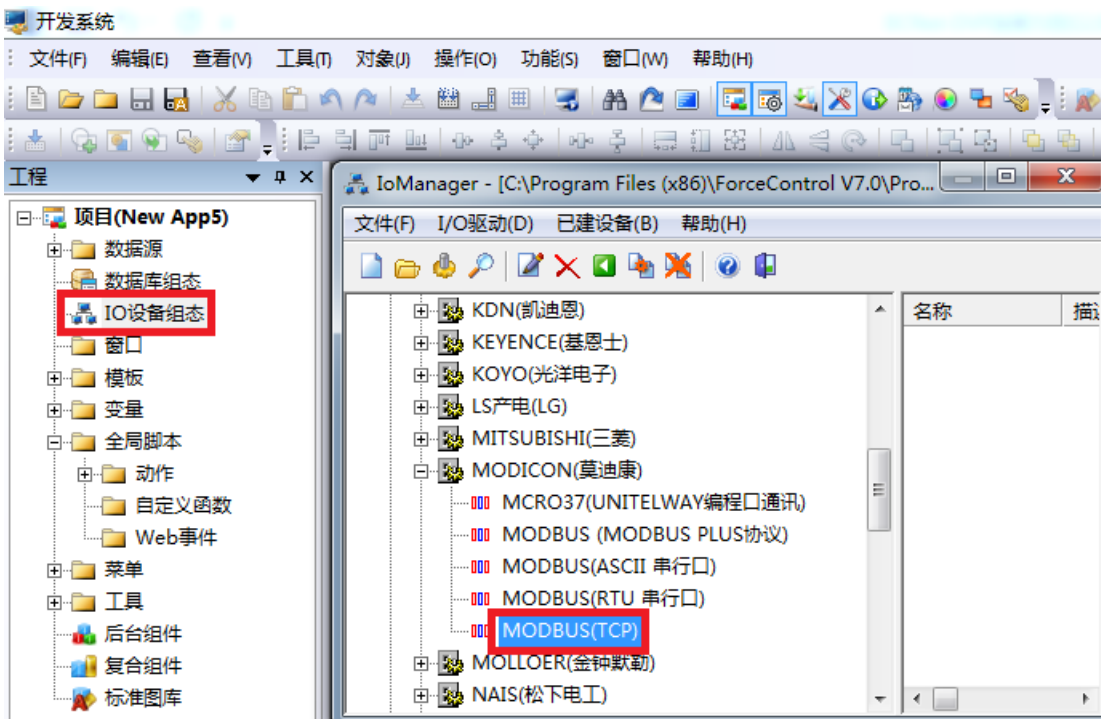 开发系统
文件(F) 编辑(E) 查看(V) 工具(T) 对象(J) 操作(O) 功能(S) 窗口(W) 帮助(H)
工程
项目(New App5)
数据源
数据库组态
IO设备组态
窗口
模板
变量
全局脚本
动作
自定义函数
Web事件
菜单
工具
后台组件
复合组件
标准图库
IoManager - [C:\Program Files (x86)\ForceControl V7.0\Pro...
文件(F) I/O驱动(D) 已建设备(B) 帮助(H)
KDN(凯迪恩)
KEYENCE(基恩士)
KOYO(光洋电子)
LS产电(LG)
MITSUBISHI(三菱)
MODICON(莫迪康)
MCRO37(UNITELWAY编程口通讯)
MODBUS (MODBUS PLUS协议)
MODBUS(ASCII 串行口)
MODBUS(RTU 串行口)
MODBUS(TCP)
MOLLOER(金钟默勒)
NAIS(松下电工)
名称 描述